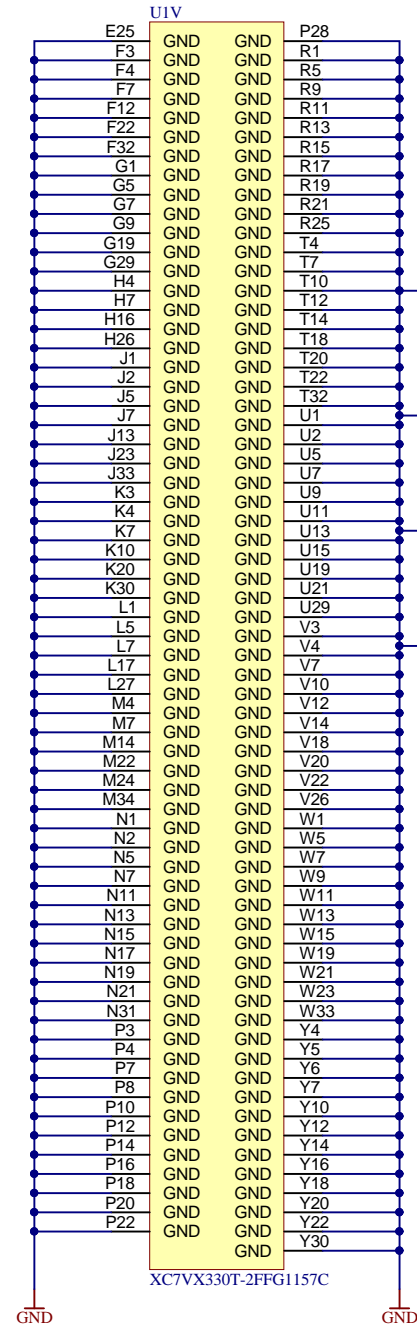 U1V
E25 GND GND P28
F3 GND GND R1
F4 GND GND R5
F7 GND GND R9
F12 GND GND R11
F22 GND GND R13
F32 GND GND R15
G1 GND GND R17
G5 GND GND R19
G7 GND GND R21
G9 GND GND R25
G19 GND GND T4
G29 GND GND T7
H4 GND GND T10
H7 GND GND T12
H16 GND GND T14
H26 GND GND T18
J1 GND GND T20
J2 GND GND T22
J5 GND GND T32
J7 GND GND U1
J13 GND GND U2
J23 GND GND U5
J33 GND GND U7
K3 GND GND U9
K4 GND GND U11
K7 GND GND U13
K10 GND GND U15
K20 GND GND U19
K30 GND GND U21
L1 GND GND U29
L5 GND GND V3
L7 GND GND V4
L17 GND GND V7
L27 GND GND V10
M4 GND GND V12
M7 GND GND V14
M14 GND GND V18
M22 GND GND V20
M24 GND GND V22
M34 GND GND V26
N1 GND GND W1
N2 GND GND W5
N5 GND GND W7
N7 GND GND W9
N11 GND GND W11
N13 GND GND W13
N15 GND GND W15
N17 GND GND W19
N19 GND GND W21
N21 GND GND W23
N31 GND GND W33
P3 GND GND Y4
P4 GND GND Y5
P7 GND GND Y6
P8 GND GND Y7
P10 GND GND Y10
P12 GND GND Y12
P14 GND GND Y14
P16 GND GND Y16
P18 GND GND Y18
P20 GND GND Y20
P22 GND GND Y22
GND Y30
XC7VX330T-2FFG1157C
GND GND